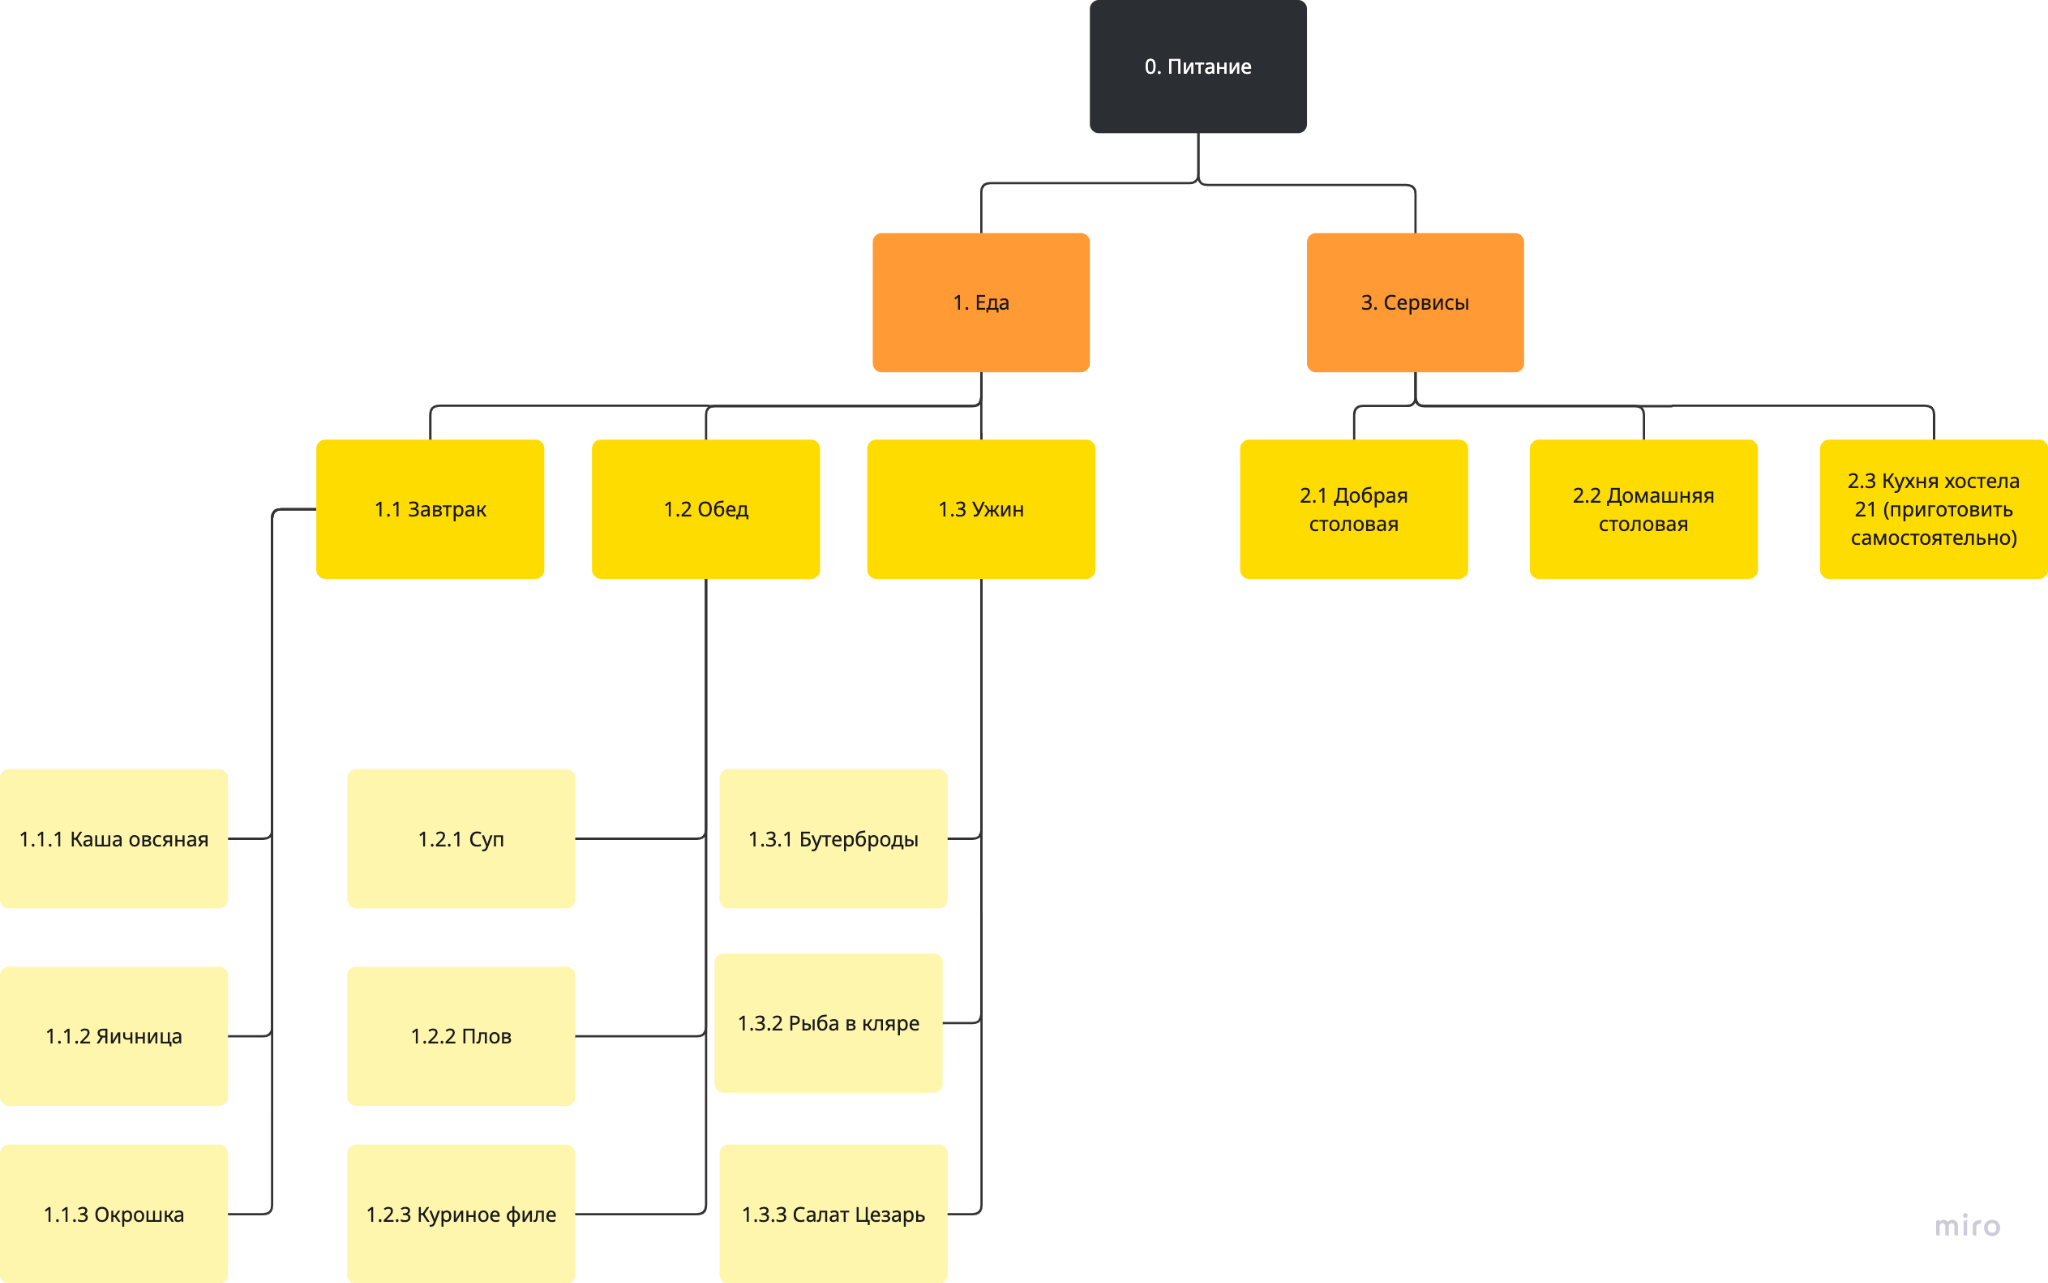 0. Питание
1. Еда
3. Сервисы
1.1 Завтрак
1.2 Обед
1.3 Ужин
2.1 Добрая
столовая
2.2 Домашняя
столовая
2.3 Кухня хостела
21 (приготовить
самостоятельно)
1.1.1 Каша овсяная
1.2.1 Суп
1.3.1 Бутерброды
1.1.2 Яичница
1.2.2 Плов
1.3.2 Рыба в кляре
1.1.3 Окрошка
1.2.3 Куриное филе
1.3.3 Салат Цезарь
miro